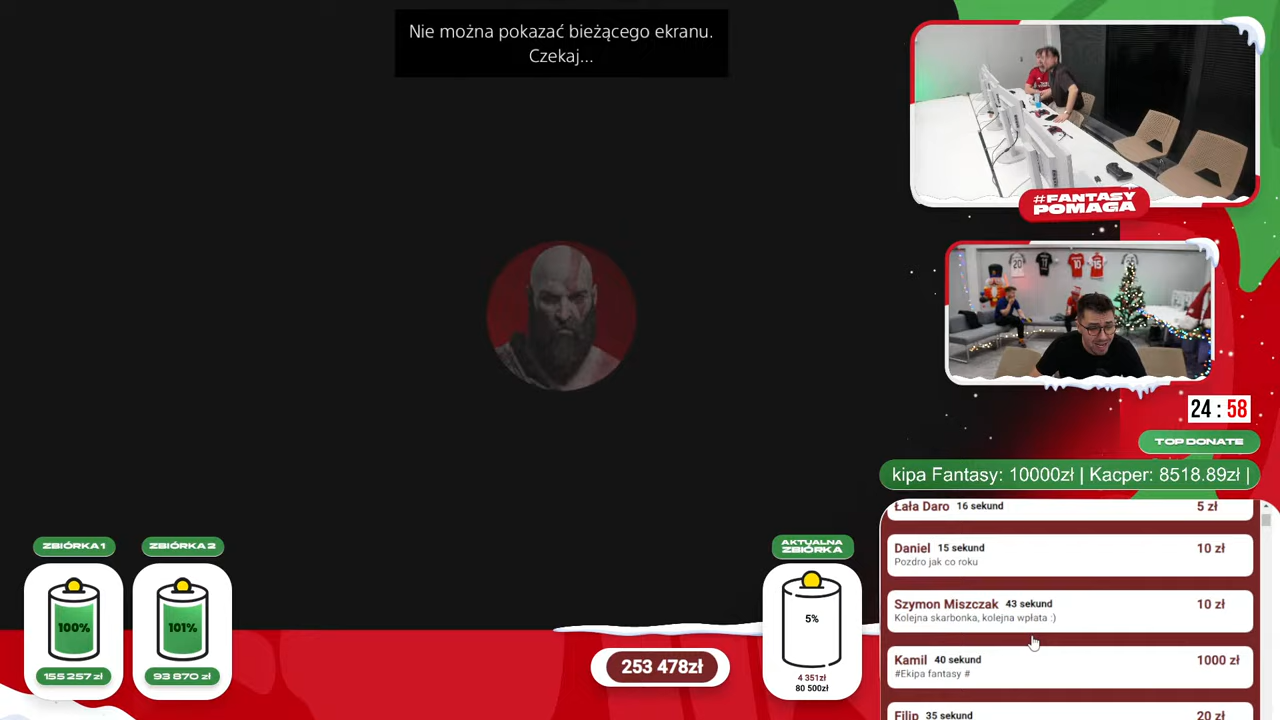 Nie można pokazać bieżącego ekranu.
Czekaj...
#FANTASY
POMAGA
24 : 58
TOP DONATE
kipa Fantasy: 10000zł | Kacper: 8518.89zł |
Łała Daro 16 sekund 5 zł
Daniel 15 sekund 10 zł
Pozdro jak co roku
Szymon Miszczak 43 sekund 10 zł
Kolejna skarbonka, kolejna wpłata :)
Kamil 40 sekund 1000 zł
#Ekipa fantasy #
Filip 35 sekund 20 zł
ZBIÓRKA 1
100%
155 257 zł
ZBIÓRKA 2
101%
93 870 zł
253 478zł
AKTUALNA
ZBIÓRKA
5%
4 351zł
80 500zł